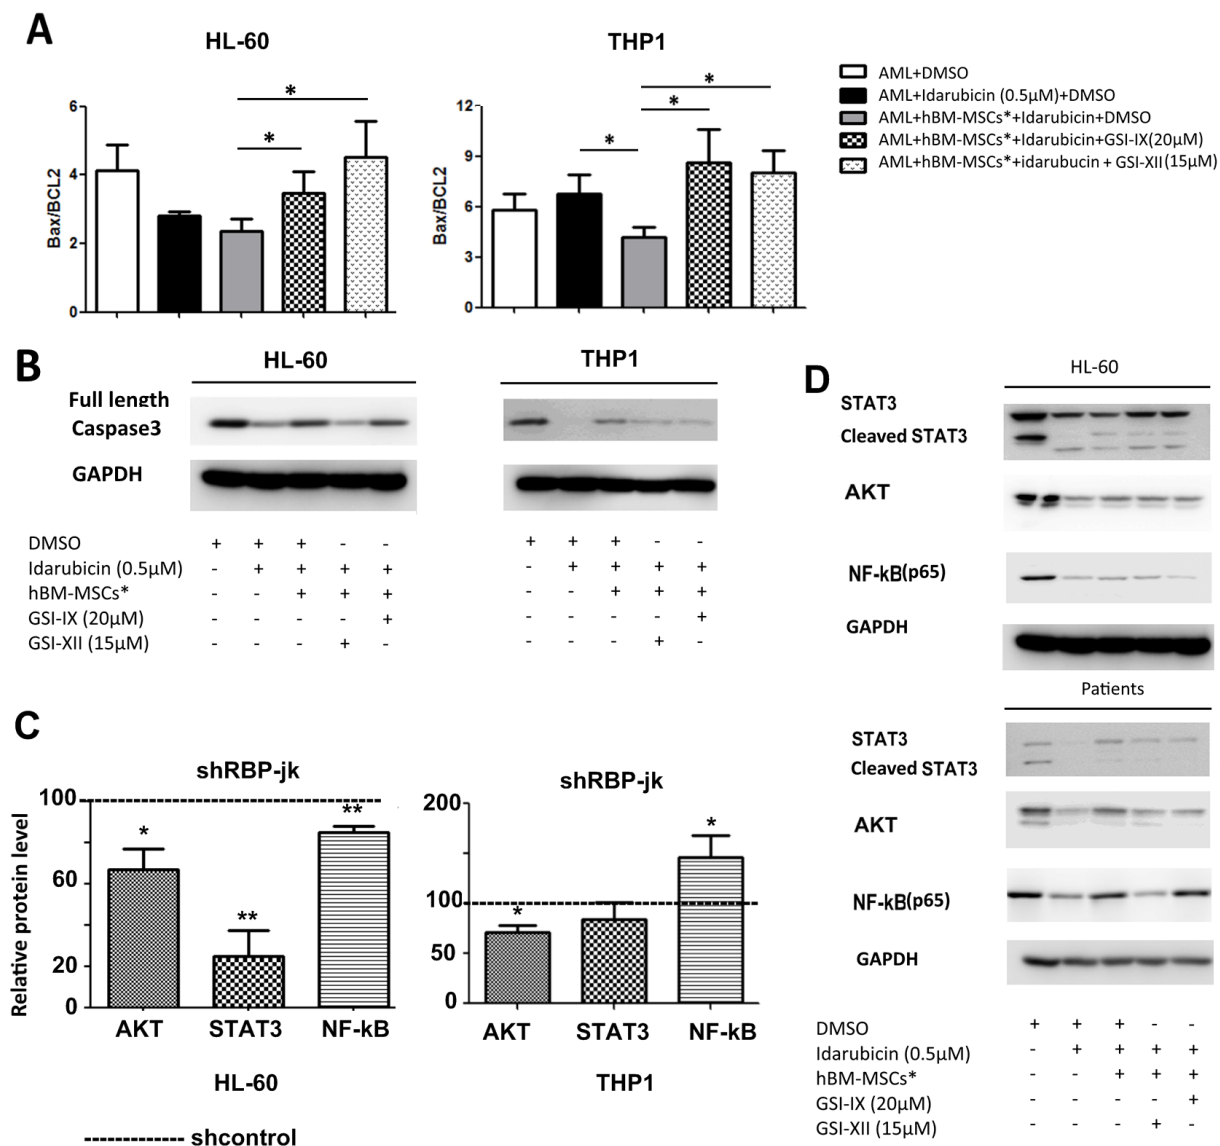 A
HL-60
THP1
AML+DMSO
AML+Idarubicin (0.5µM)+DMSO
AML+hBM-MSCs*+Idarubicin+DMSO
AML+hBM-MSCs*+Idarubicin+GSI-IX(20µM)
AML+hBM-MSCs*+idarubucin + GSI-XII (15µM)
Bax/BCL2
6
4
2
0
*
*
Bax/BCL2
12
9
6
3
0
*
*
*
B
HL-60
THP1
Full length
Caspase3
GAPDH
DMSO + + + - - + + + - -
Idarubicin (0.5µM) - + + + + - + + + +
hBM-MSCs* - - + + + - - + + +
GSI-IX (20µM) - - - - + - - - - +
GSI-XII (15µM) - - - + - - - - + -
C
shRBP-jk
Relative protein level
100
60
20
0
*
**
**
AKT STAT3 NF-kB
HL-60
shRBP-jk
200
100
50
0
*
*
AKT STAT3 NF-kB
THP1
shcontrol
D
HL-60
STAT3
Cleaved STAT3
AKT
NF-kB(p65)
GAPDH
Patients
STAT3
Cleaved STAT3
AKT
NF-kB(p65)
GAPDH
DMSO + + + - -
Idarubicin (0.5µM) - + + + +
hBM-MSCs* - - + + +
GSI-IX (20µM) - - - - +
GSI-XII (15µM) - - - + -